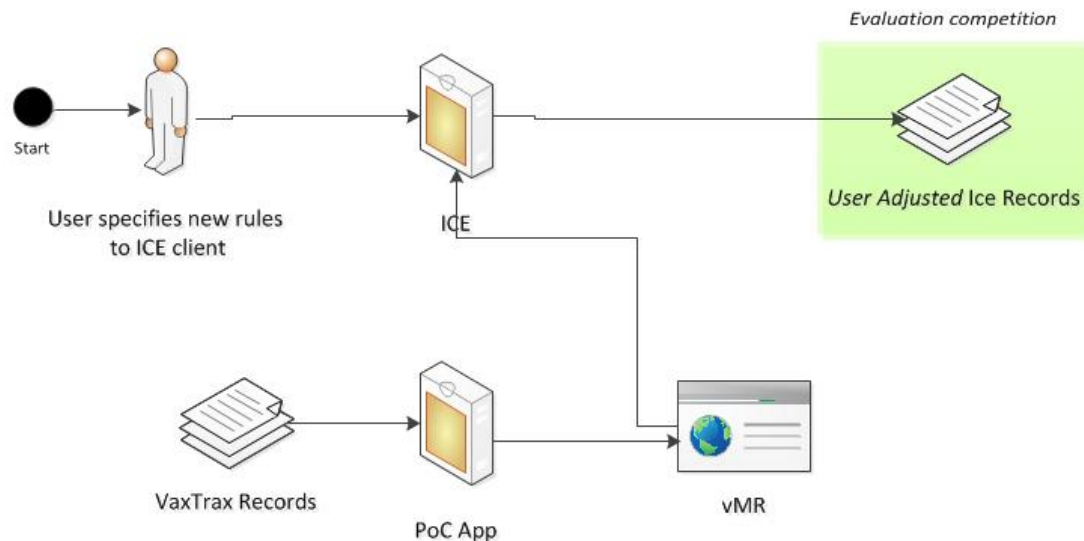 Evaluation competition
Start
User specifies new rules
to ICE client
ICE
User Adjusted Ice Records
VaxTrax Records
PoC App
vMR